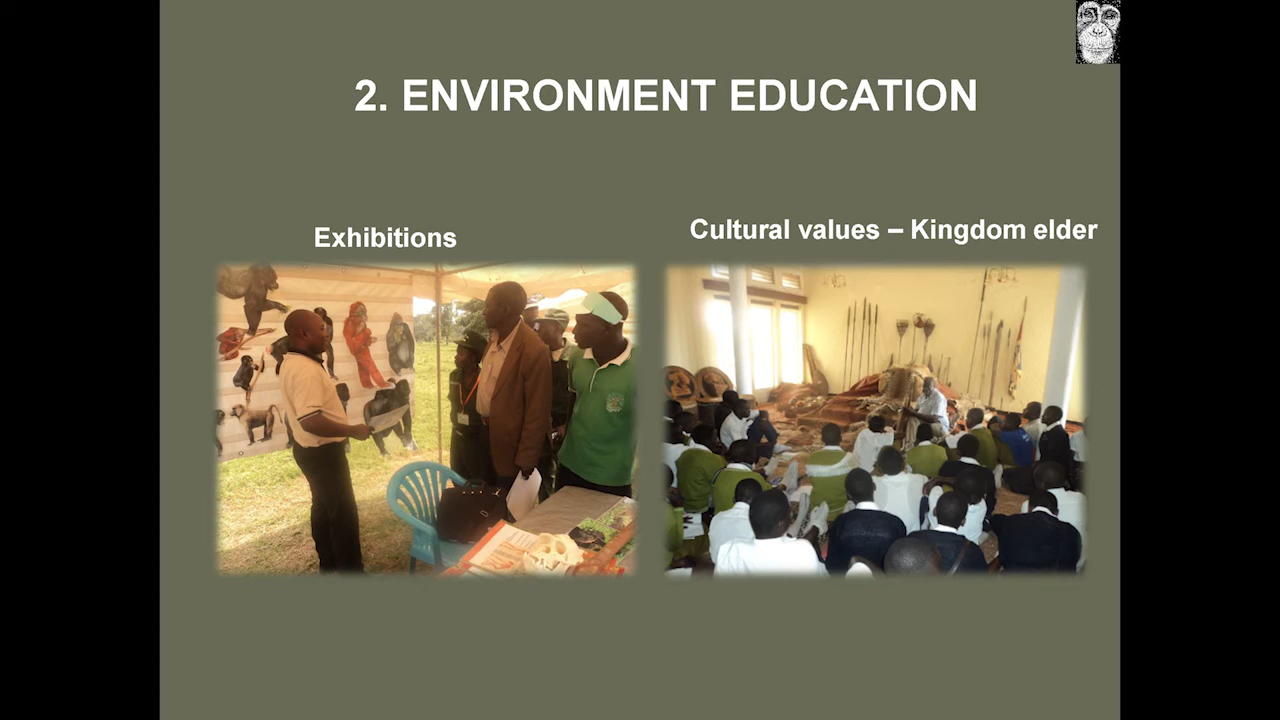 2. ENVIRONMENT EDUCATION
Exhibitions
Cultural values – Kingdom elder